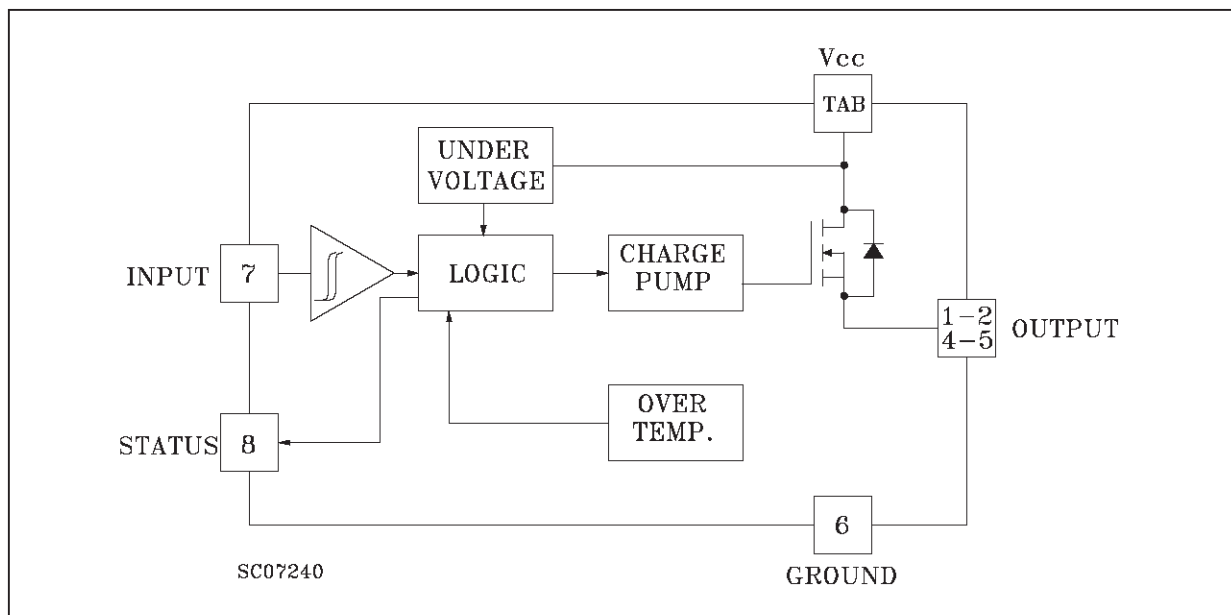 Vcc
TAB
UNDER
VOLTAGE
INPUT
7
LOGIC
CHARGE
PUMP
1-2
4-5
OUTPUT
OVER
TEMP.
STATUS
8
6
SC07240
GROUND